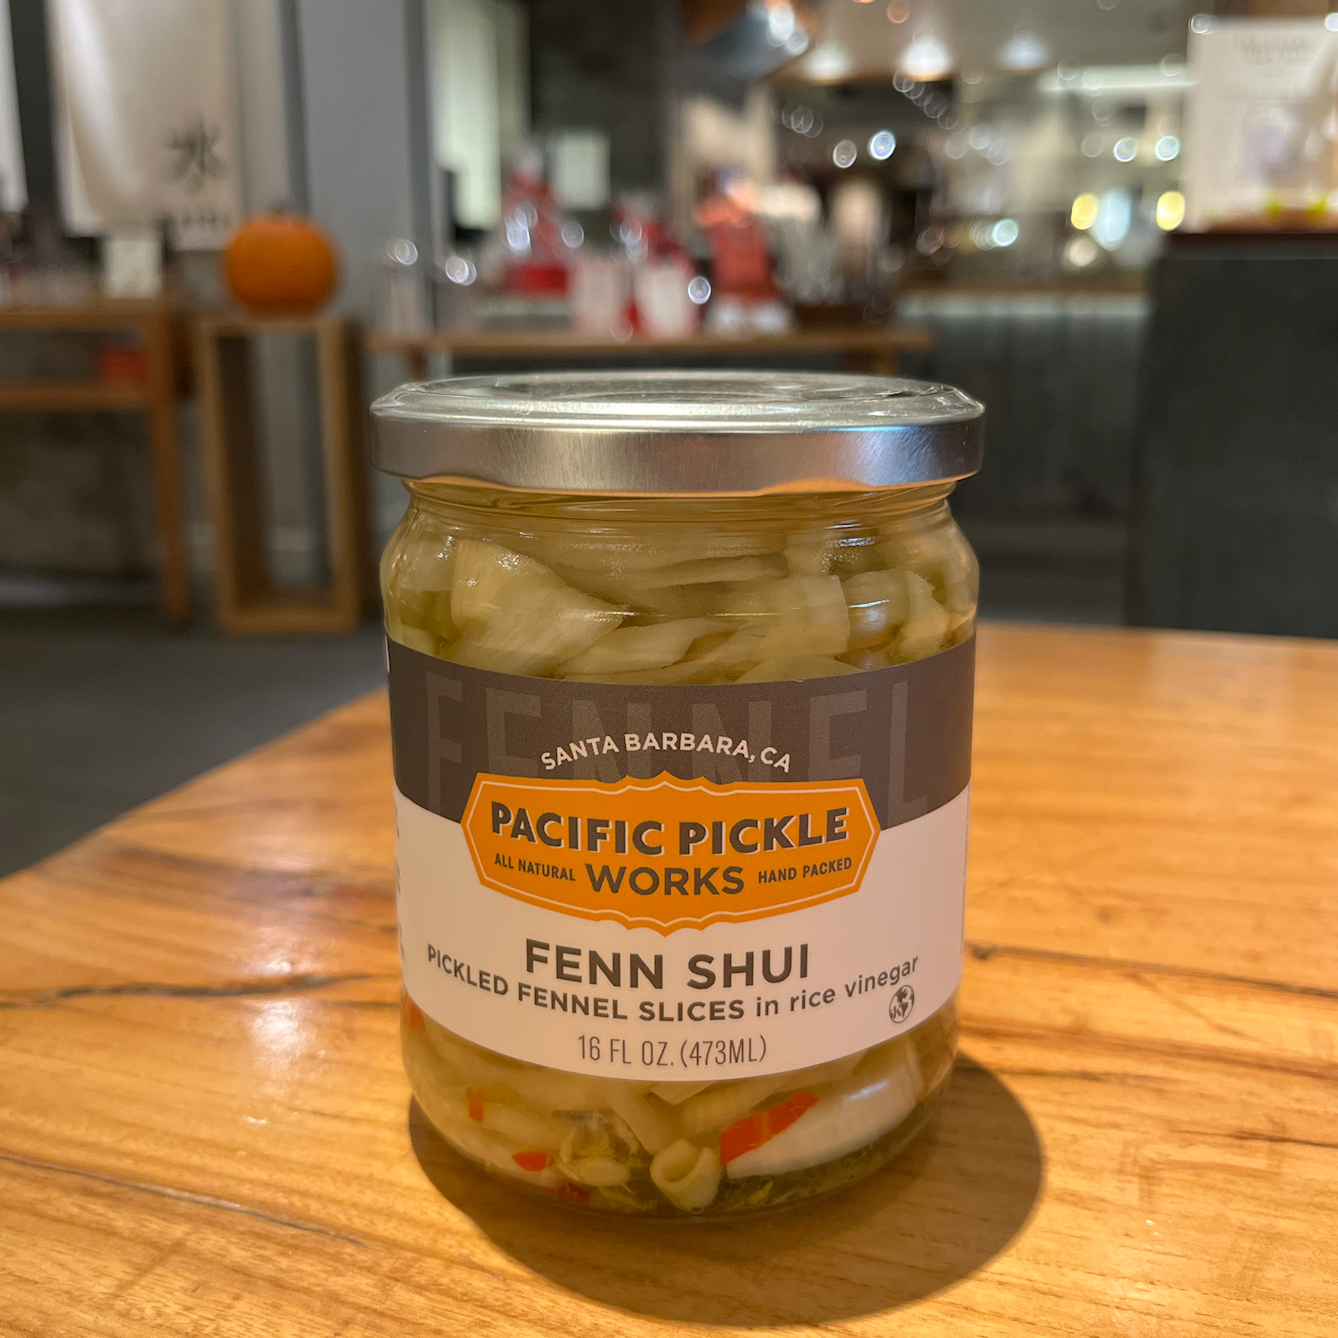 水
FENNEL
SANTA BARBARA, CA
PACIFIC PICKLE
ALL NATURAL WORKS HAND PACKED
FENN SHUI
PICKLED FENNEL SLICES in rice vinegar
K
16 FL OZ. (473ML)